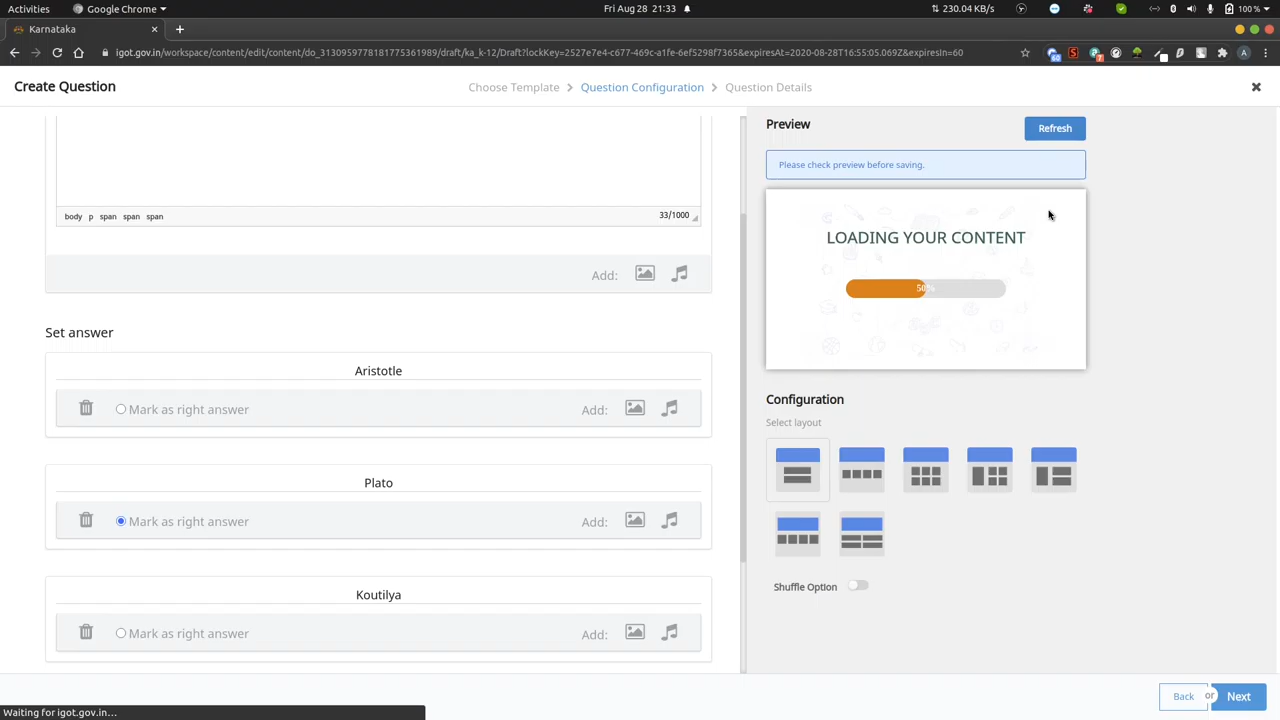 Activities
Google Chrome
Fri Aug 28 21:33
230.04 KB/s
100%
Karnataka
igot.gov.in/workspace/content/edit/content/do_3130959778181775361989/draft/ka_k-12/Draft?lockKey=2527e7e4-c677-469c-a1fe-6ef5298f7365&expiresAt=2020-08-28T16:55:05.069Z&expiresIn=60
60
7
A
Create Question
Choose Template
Question Configuration
Question Details
Preview
Refresh
Please check preview before saving.
body p span span span
33/1000
LOADING YOUR CONTENT
50%
Add:
Set answer
Aristotle
Mark as right answer
Add:
Plato
Mark as right answer
Add:
Koutilya
Mark as right answer
Add:
Configuration
Select layout
Shuffle Option
Back
or
Next
Waiting for igot.gov.in...